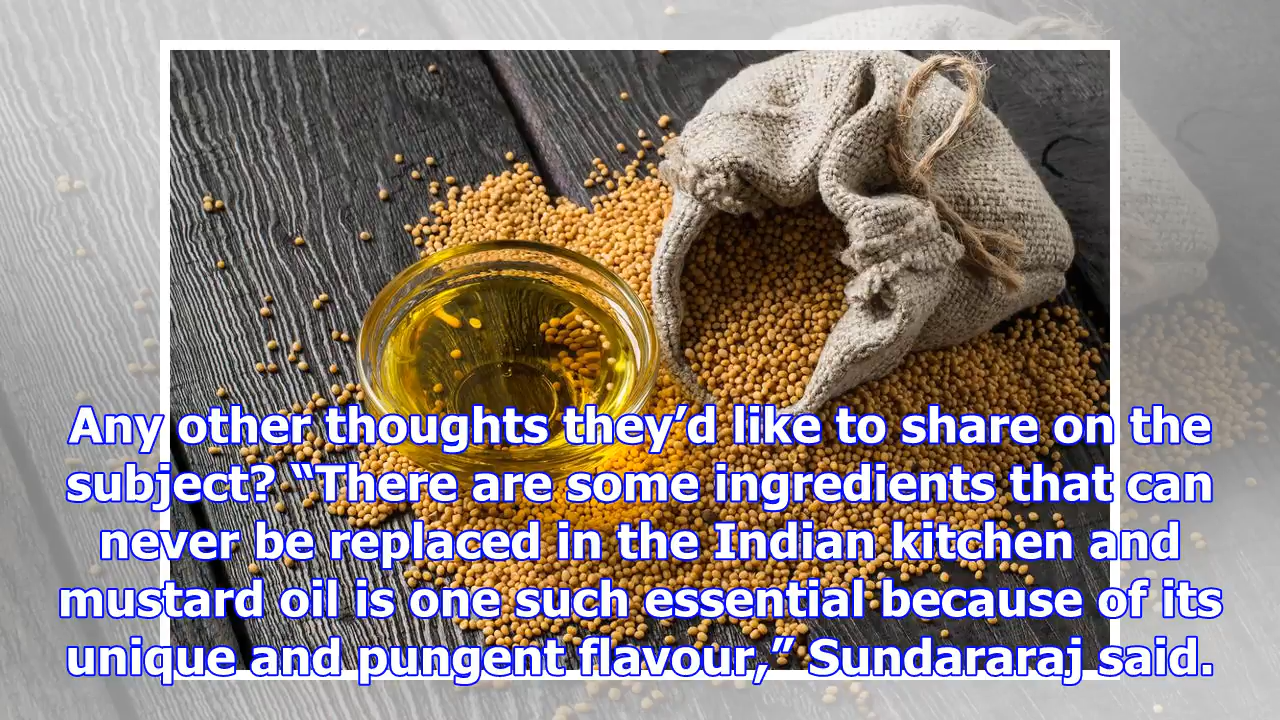 Any other thoughts they’d like to share on the
subject? “There are some ingredients that can
never be replaced in the Indian kitchen and
mustard oil is one such essential because of its
unique and pungent flavour,” Sundararaj said.